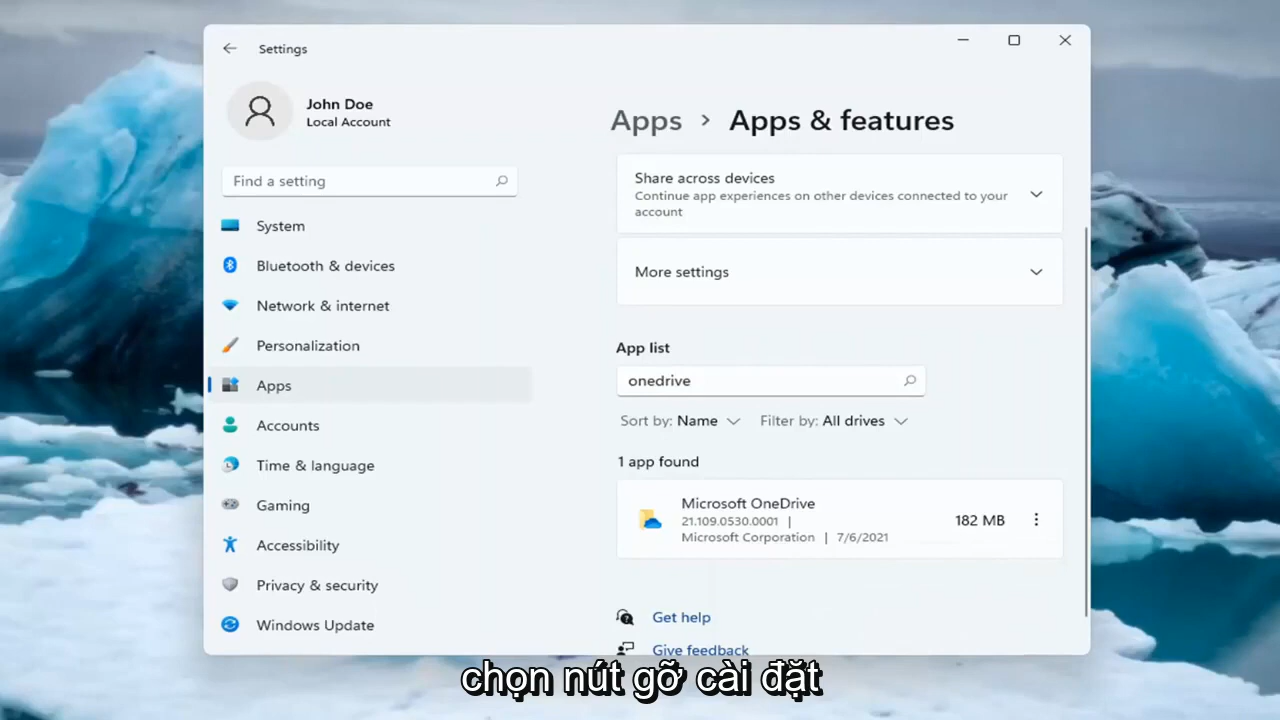 Settings
John Doe
Local Account
Find a setting
System
Bluetooth & devices
Network & internet
Personalization
Apps
Accounts
Time & language
Gaming
Accessibility
Privacy & security
Windows Update
Apps > Apps & features
Share across devices
Continue app experiences on other devices connected to your
account
More settings
App list
onedrive
Sort by: Name Filter by: All drives
1 app found
Microsoft OneDrive
21.109.0530.0001 |
Microsoft Corporation | 7/6/2021
182 MB
Get help
Give feedback
chọn nút gỡ cài đặt